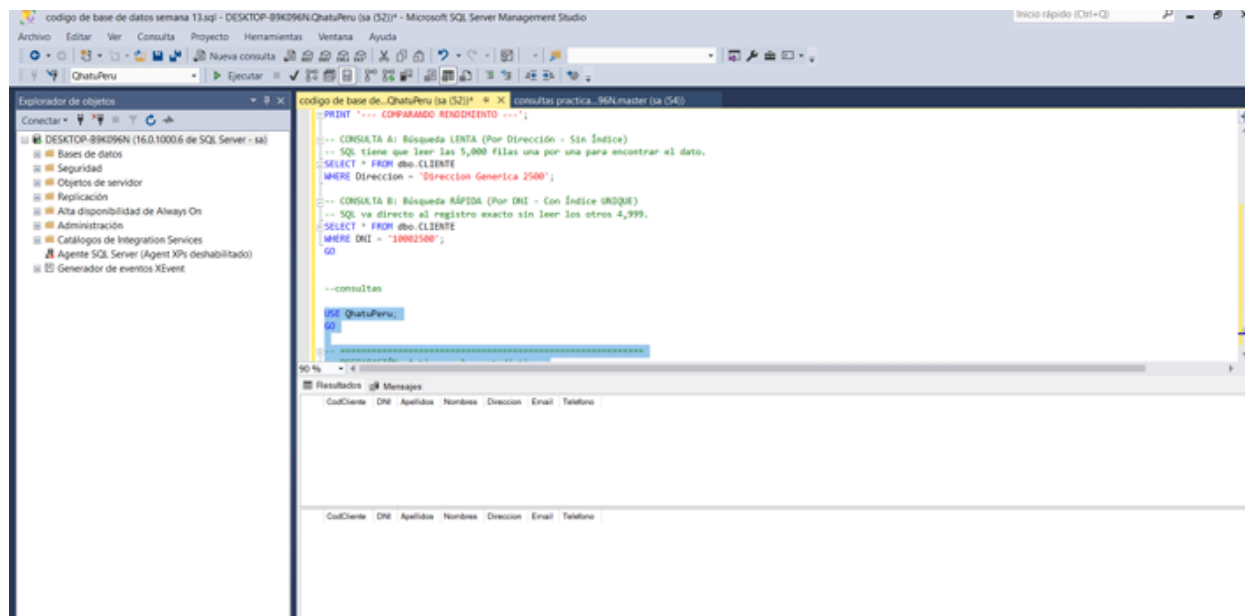 codigo de base de datos semana 13.sql - DESKTOP-B9K096N.QhatuPeru (sa (52))* - Microsoft SQL Server Management Studio
Inicio rápido (Ctrl+Q)
Archivo Editar Ver Consulta Proyecto Herramientas Ventana Ayuda
Nueva consulta
QhatuPeru
Ejecutar
Explorador de objetos
codigo de base de...QhatuPeru (sa (52))*
consultas practica...96N.master (sa (54))
Conectar
DESKTOP-B9K096N (16.0.1000.6 de SQL Server - sa)
Bases de datos
Seguridad
Objetos de servidor
Replicación
Alta disponibilidad de Always On
Administración
Catálogos de Integration Services
Agente SQL Server (Agent XPs deshabilitado)
Generador de eventos XEvent
PRINT '--- COMPARANDO RENDIMIENTO ---';
-- CONSULTA A: Búsqueda LENTA (Por Dirección - Sin Índice)
-- SQL tiene que leer las 5,000 filas una por una para encontrar el dato.
SELECT * FROM dbo.CLIENTE
WHERE Direccion = 'Direccion Generica 2500';
-- CONSULTA B: Búsqueda RÁPIDA (Por DNI - Con Índice UNIQUE)
-- SQL va directo al registro exacto sin leer los otros 4,999.
SELECT * FROM dbo.CLIENTE
WHERE DNI = '10002500';
GO
--consultas
USE QhatuPeru;
GO
90 %
Resultados Mensajes
CodCliente DNI Apellidos Nombres Direccion Email Telefono
CodCliente DNI Apellidos Nombres Direccion Email Telefono